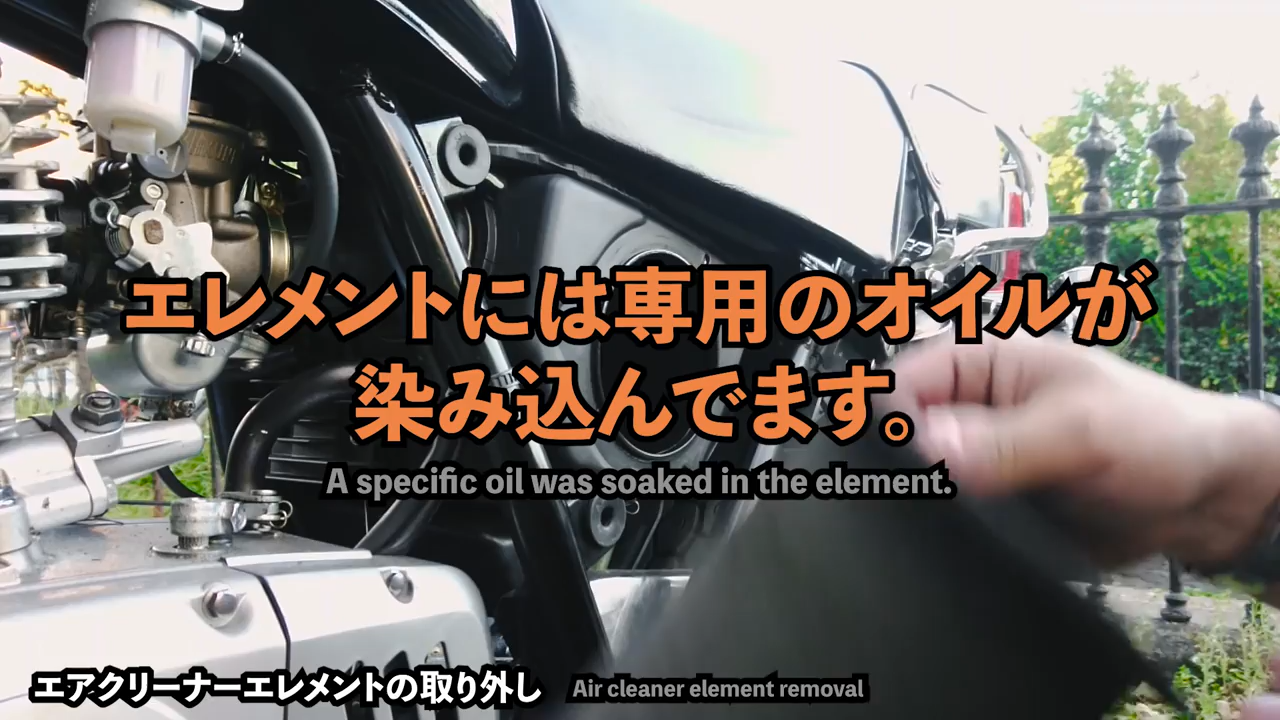 エレメントには専用のオイルが
染み込んでます。
A specific oil was soaked in the element.
エアクリーナーエレメントの取り外し
Air cleaner element removal